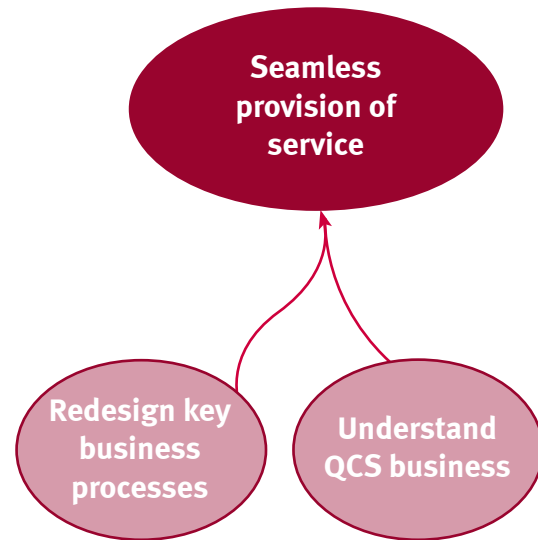 Seamless
provision of
service
Redesign key
business
processes
Understand
QCS business